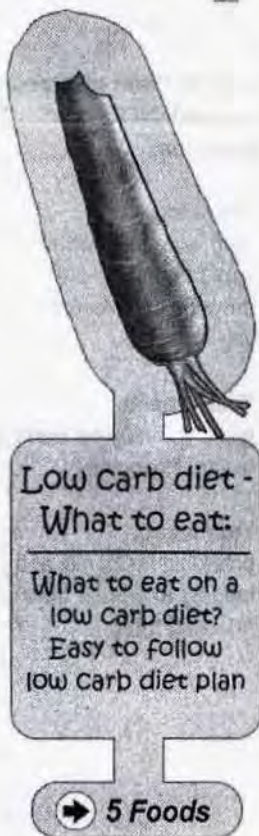 Low carb diet -
What to eat:
What to eat on a
low carb diet?
Easy to follow
low carb diet plan
5 Foods